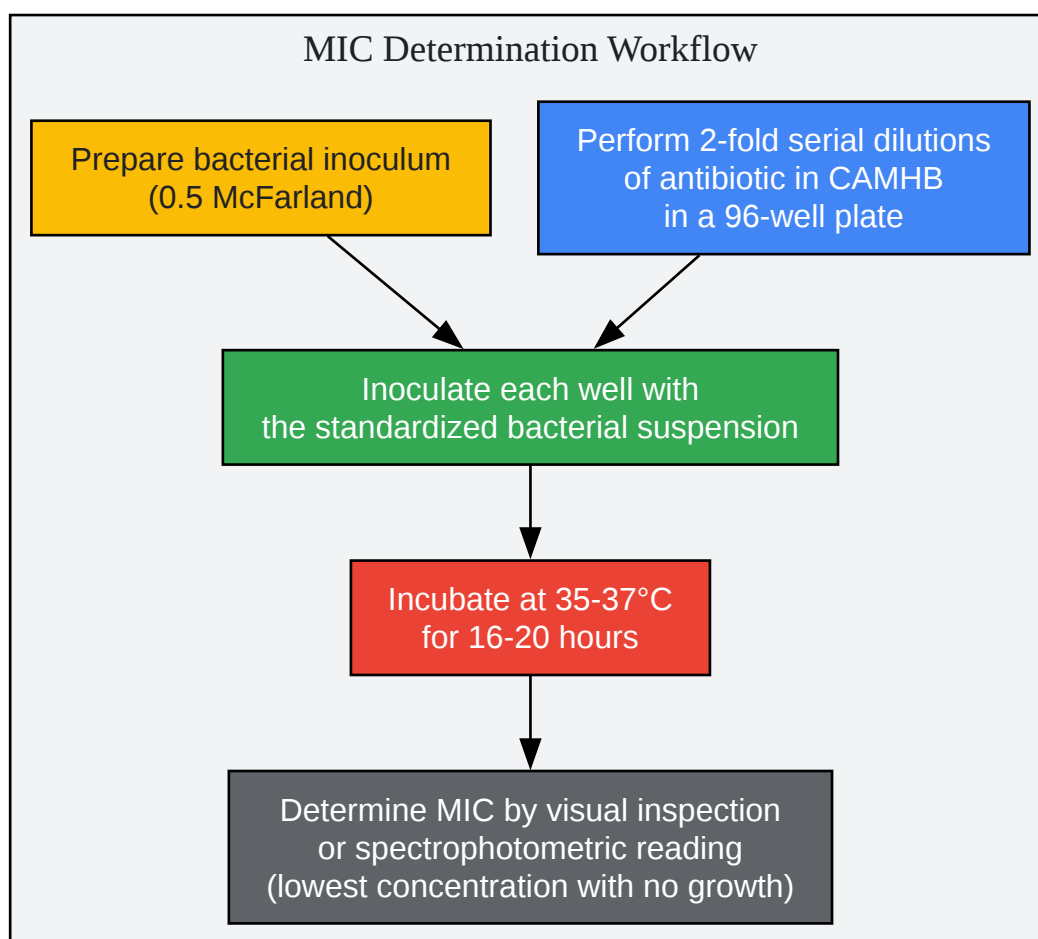 MIC Determination Workflow
Prepare bacterial inoculum
(0.5 McFarland)
Perform 2-fold serial dilutions
of antibiotic in CAMHB
in a 96-well plate
Inoculate each well with
the standardized bacterial suspension
Incubate at 35-37°C
for 16-20 hours
Determine MIC by visual inspection
or spectrophotometric reading
(lowest concentration with no growth)